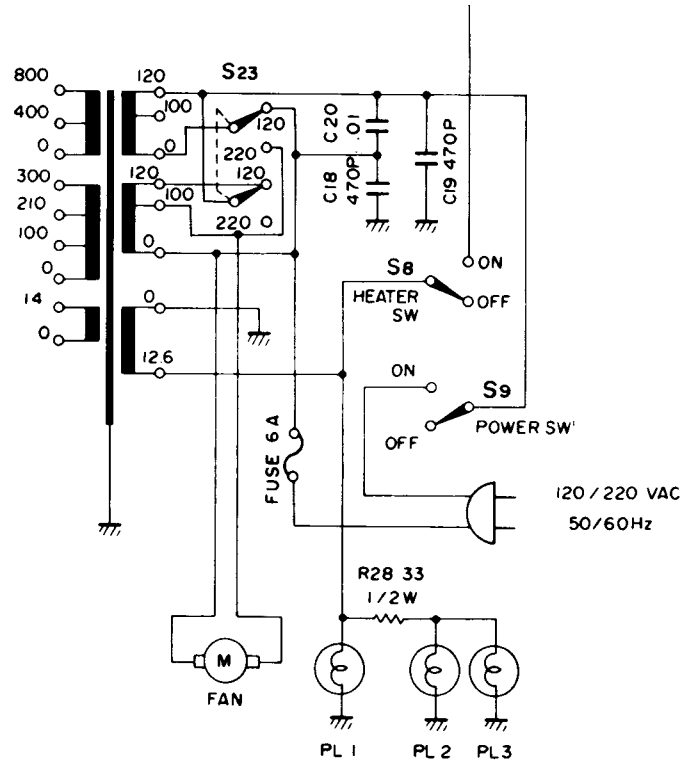 800
400
0
300
210
100
0
14
0
120
100
0
120
100
0
0
12.6
S23
120
220
120
220
C20
.01
C18
470P
C19 470P
S8
HEATER
SW
ON
OFF
ON
OFF
S9
POWER SW
FUSE 6A
120/220 VAC
50/60Hz
R28 33
1/2W
M
FAN
PL 1
PL 2
PL3